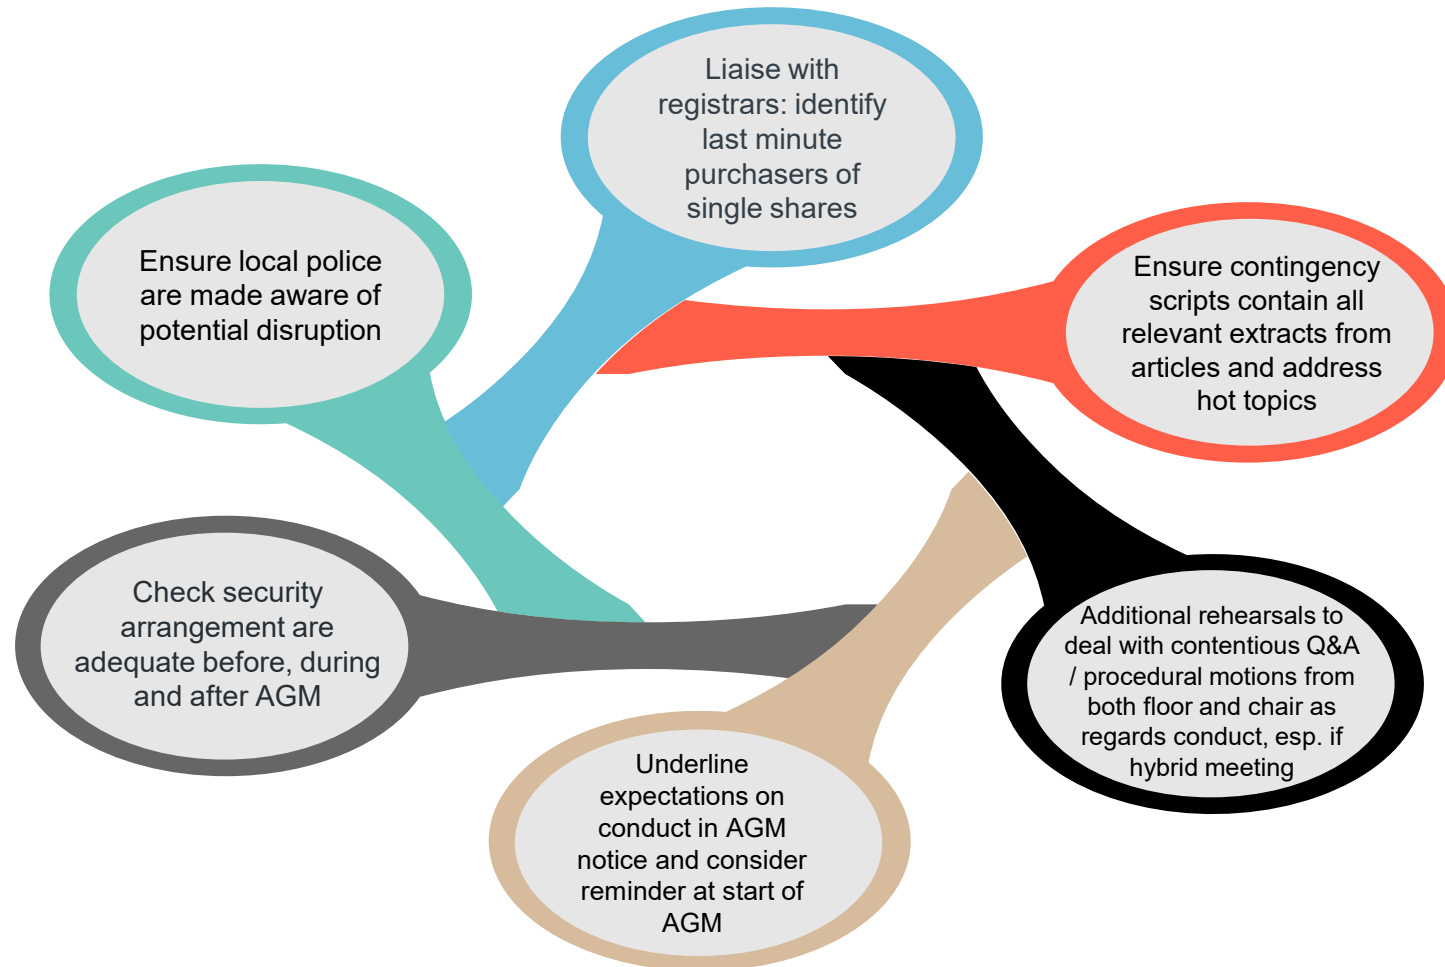 Liaise with
registrars: identify
last minute
purchasers of
single shares
Ensure local police
are made aware of
potential disruption
Ensure contingency
scripts contain all
relevant extracts from
articles and address
hot topics
Check security
arrangement are
adequate before, during
and after AGM
Additional rehearsals to
deal with contentious Q&A
/ procedural motions from
both floor and chair as
regards conduct, esp. if
hybrid meeting
Underline
expectations on
conduct in AGM
notice and consider
reminder at start of
AGM